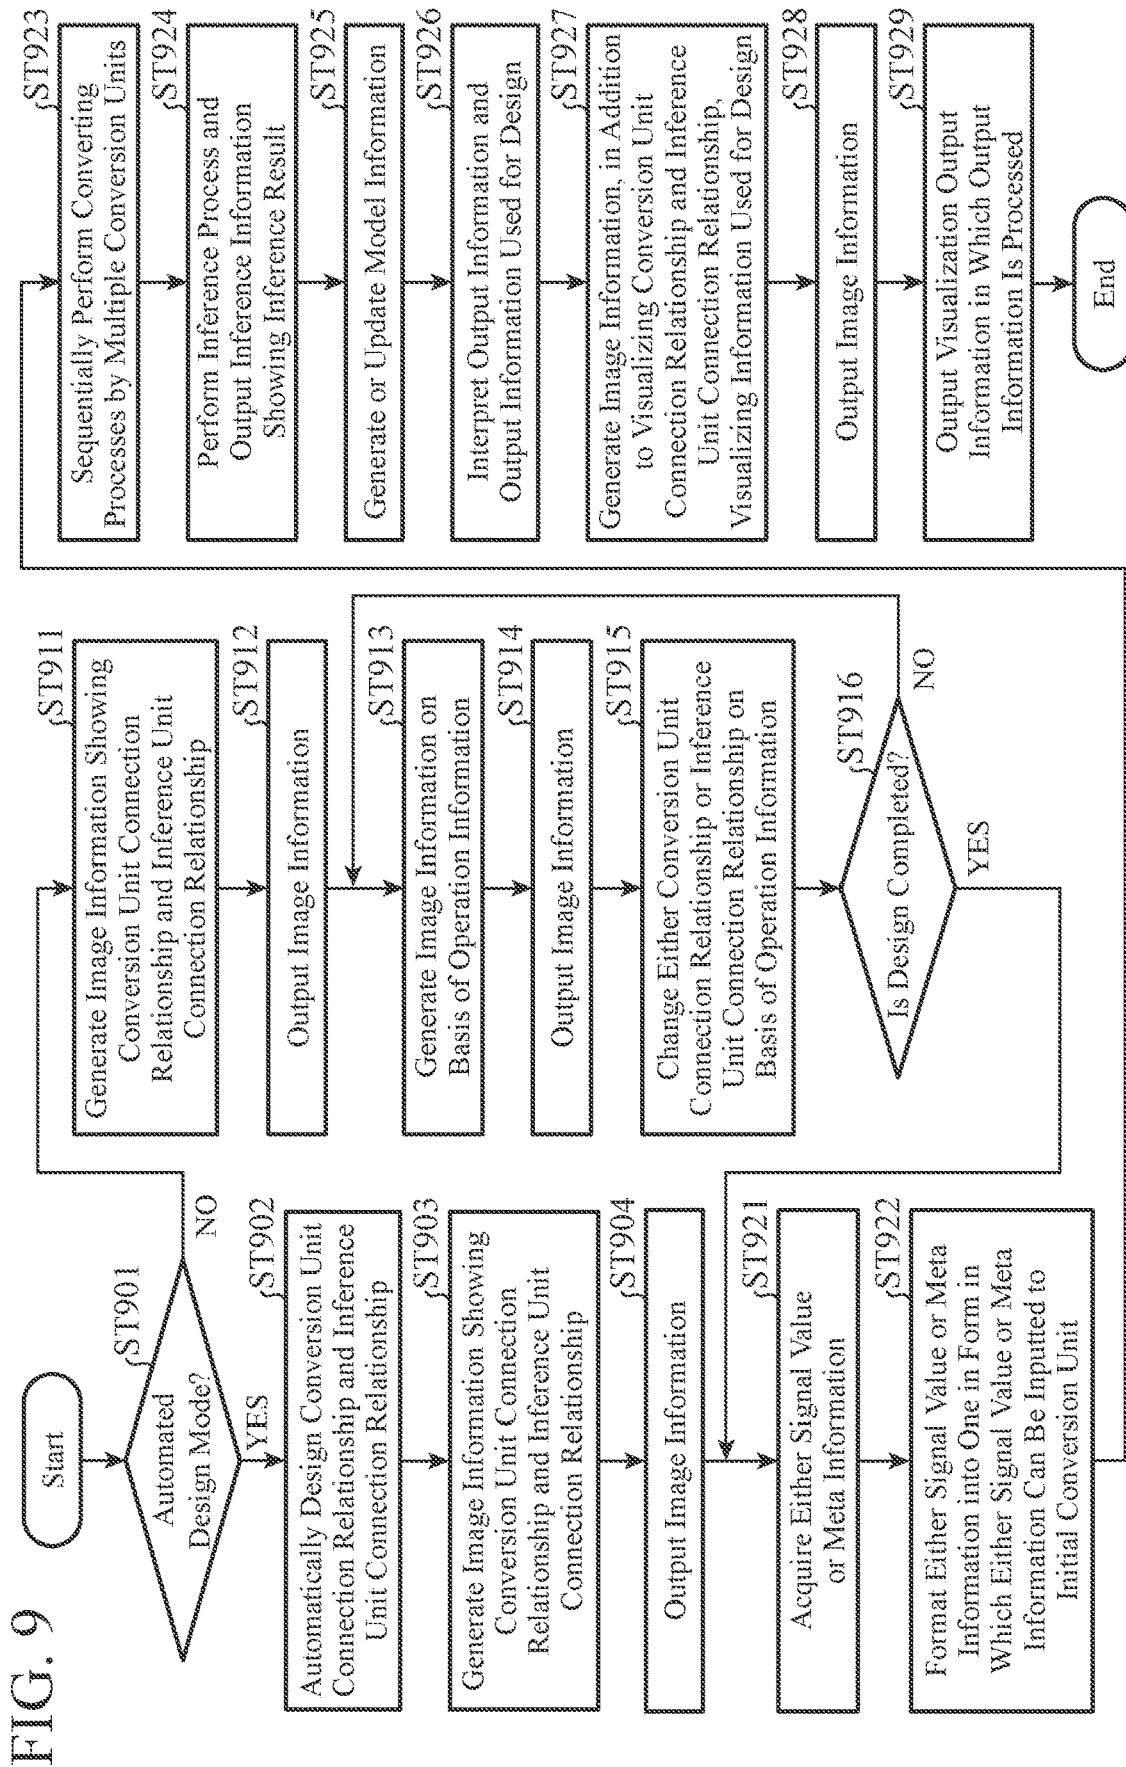 FIG. 9
Start
ST901
Automated
Design Mode?
NO
YES
ST902
Automatically Design Conversion Unit
Connection Relationship and Inference
Unit Connection Relationship
ST903
Generate Image Information Showing
Conversion Unit Connection
Relationship and Inference Unit
Connection Relationship
ST904
Output Image Information
ST921
Acquire Either Signal Value
or Meta Information
ST922
Format Either Signal Value or Meta
Information into One in Form in
Which Either Signal Value or Meta
Information Can Be Inputted to
Initial Conversion Unit
ST911
Generate Image Information Showing
Conversion Unit Connection
Relationship and Inference Unit
Connection Relationship
ST912
Output Image Information
ST913
Generate Image Information on
Basis of Operation Information
ST914
Output Image Information
ST915
Change Either Conversion Unit
Connection Relationship or Inference
Unit Connection Relationship on
Basis of Operation Information
ST916
Is Design Completed?
NO
YES
ST923
Sequentially Perform Converting
Processes by Multiple Conversion Units
ST924
Perform Inference Process and
Output Inference Information
Showing Inference Result
ST925
Generate or Update Model Information
ST926
Interpret Output Information and
Output Information Used for Design
ST927
Generate Image Information, in Addition
to Visualizing Conversion Unit
Connection Relationship and Inference
Unit Connection Relationship,
Visualizing Information Used for Design
ST928
Output Image Information
ST929
Output Visualization Output
Information in Which Output
Information Is Processed
End